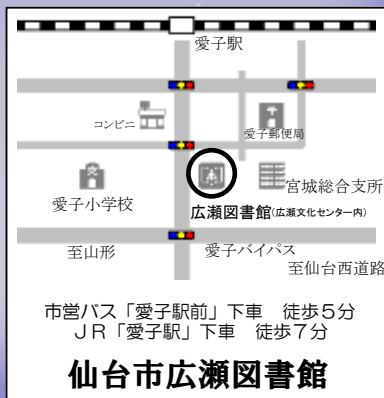 愛子駅
コンビニ
愛子郵便局
愛子小学校
宮城総合支所
広瀬図書館(広瀬文化センター内)
至山形
愛子バイパス
至仙台西道路
市営バス「愛子駅前」下車　徒歩5分
ＪＲ「愛子駅」下車　徒歩7分
仙台市広瀬図書館